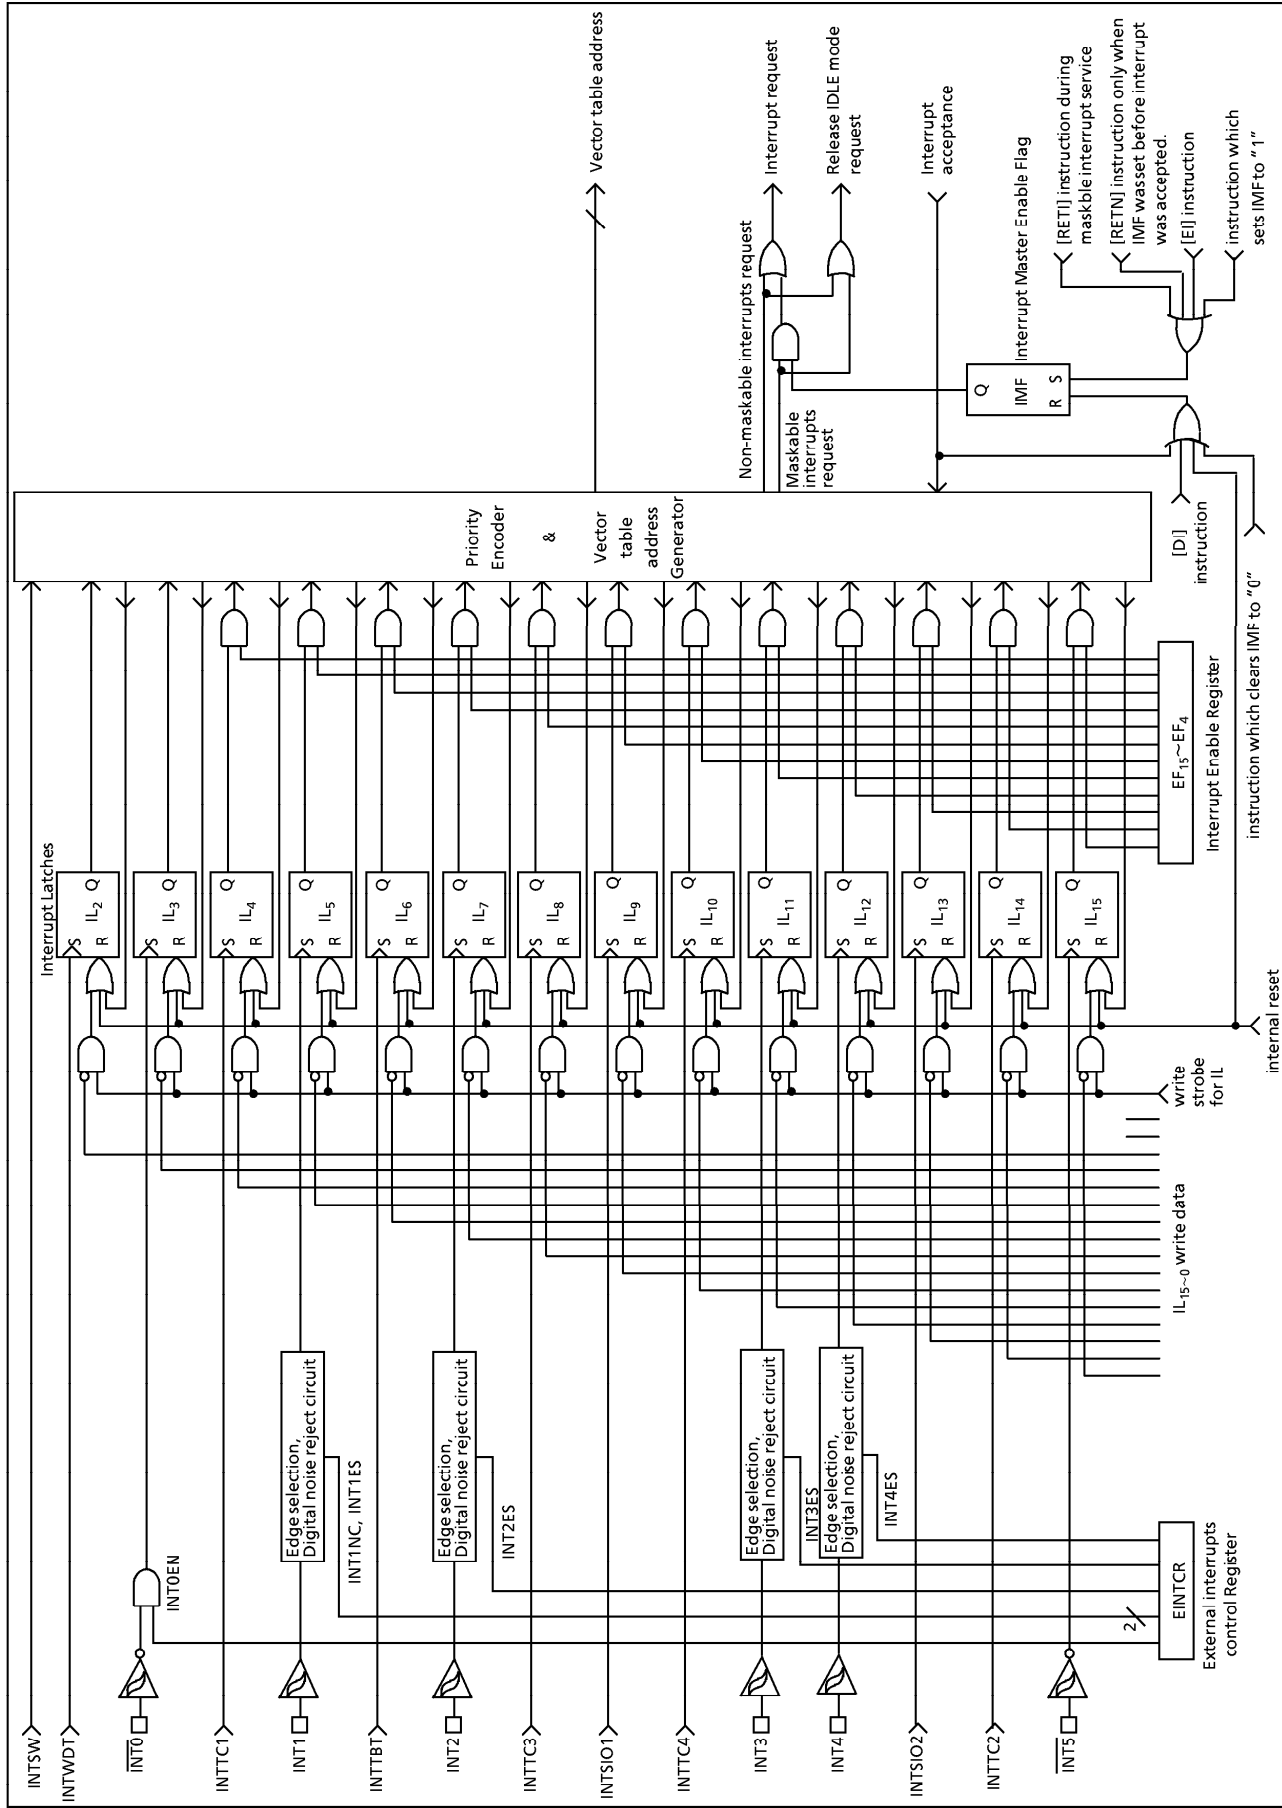 INTSW
INTWDT
INT0
INTTC1
INT1
INTTBT
INT2
INTTC3
INTSIO1
INTTC4
INT3
INT4
INTSIO2
INTTC2
INT5
INT0EN
Edge selection,
Digital noise reject circuit
INT1NC, INT1ES
Edge selection,
Digital noise reject circuit
INT2ES
Edge selection,
Digital noise reject circuit
INT3ES
Edge selection,
Digital noise reject circuit
INT4ES
2
EINTCR
External interrupts
control Register
IL15~0 write data
write
strobe
for IL
internal reset
Interrupt Latches
S
R
Q
IL2
S
R
Q
IL3
S
R
Q
IL4
S
R
Q
IL5
S
R
Q
IL6
S
R
Q
IL7
S
R
Q
IL8
S
R
Q
IL9
S
R
Q
IL10
S
R
Q
IL11
S
R
Q
IL12
S
R
Q
IL13
S
R
Q
IL14
S
R
Q
IL15
EF15~EF4
Interrupt Enable Register
instruction which clears IMF to "0"
Priority
Encoder
&
Vector
table
address
Generator
[DI]
instruction
Vector table address
Non-maskable interrupts request
Maskable
interrupts
request
Interrupt request
Release IDLE mode
request
Interrupt
acceptance
Q
IMF
R
S
Interrupt Master Enable Flag
[RETI] instruction during
maskble interrupt service
[RETN] instruction only when
IMF wasset before interrupt
was accepted.
[EI] instruction
instruction which
sets IMF to "1"